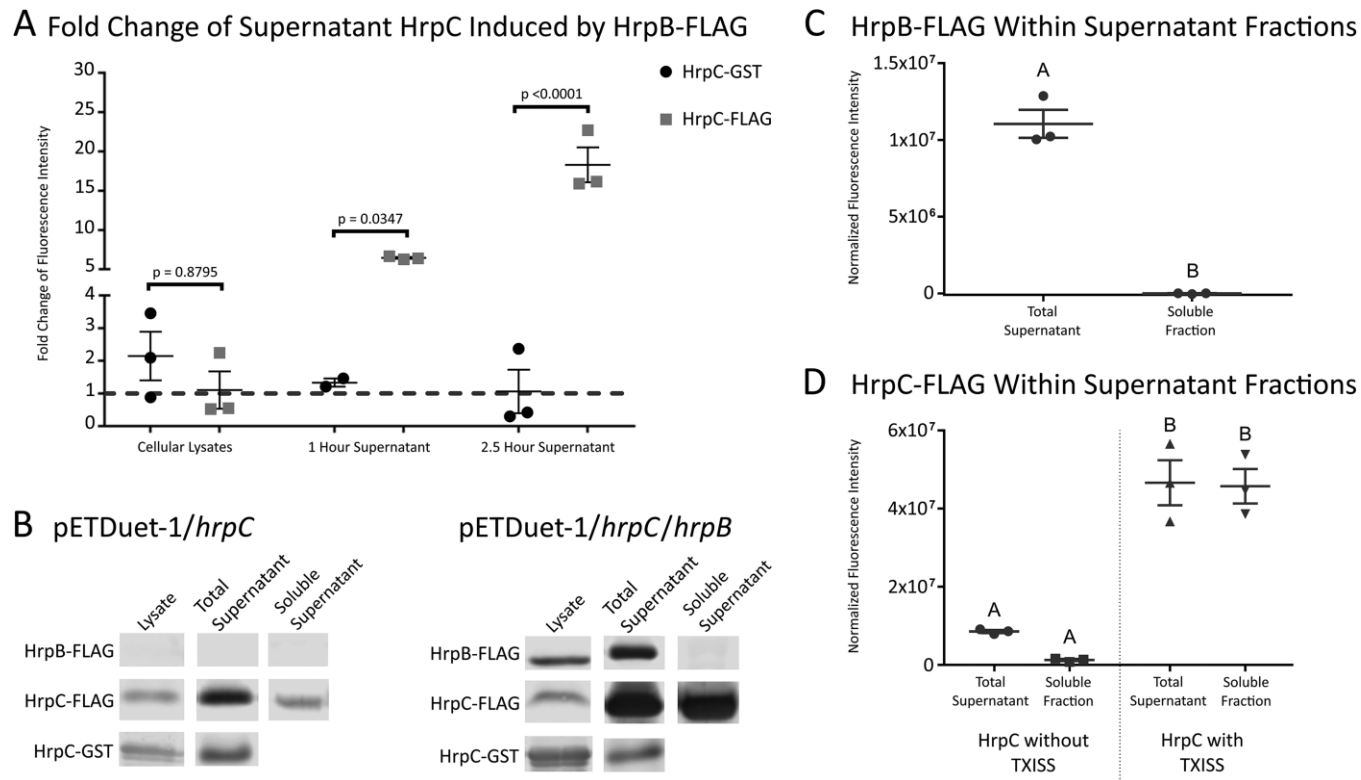 A Fold Change of Supernatant HrpC Induced by HrpB-FLAG
Fold Change of Fluorescence Intensity
30
25
20
15
10
5
4
3
2
1
0
p = 0.8795
p = 0.0347
p <0.0001
HrpC-GST
HrpC-FLAG
Cellular Lysates
1 Hour Supernatant
2.5 Hour Supernatant
B pETDuet-1/hrpC
Lysate
Total Supernatant
Soluble Supernatant
HrpB-FLAG
HrpC-FLAG
HrpC-GST
pETDuet-1/hrpC/hrpB
Lysate
Total Supernatant
Soluble Supernatant
HrpB-FLAG
HrpC-FLAG
HrpC-GST
C HrpB-FLAG Within Supernatant Fractions
Normalized Fluorescence Intensity
1.5x10⁷
1x10⁷
5x10⁶
0
A
B
Total Supernatant
Soluble Fraction
D HrpC-FLAG Within Supernatant Fractions
Normalized Fluorescence Intensity
6x10⁷
4x10⁷
2x10⁷
0
A
A
B
B
Total Supernatant
Soluble Fraction
Total Supernatant
Soluble Fraction
HrpC without TXISS
HrpC with TXISS